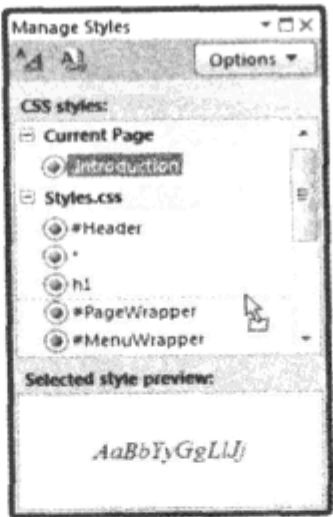 Manage Styles
Options
CSS styles:
Current Page
.Introduction
Styles.css
#Header
*
h1
#PageWrapper
#MenuWrapper
Selected style preview:
AaBbYyGgLlJj